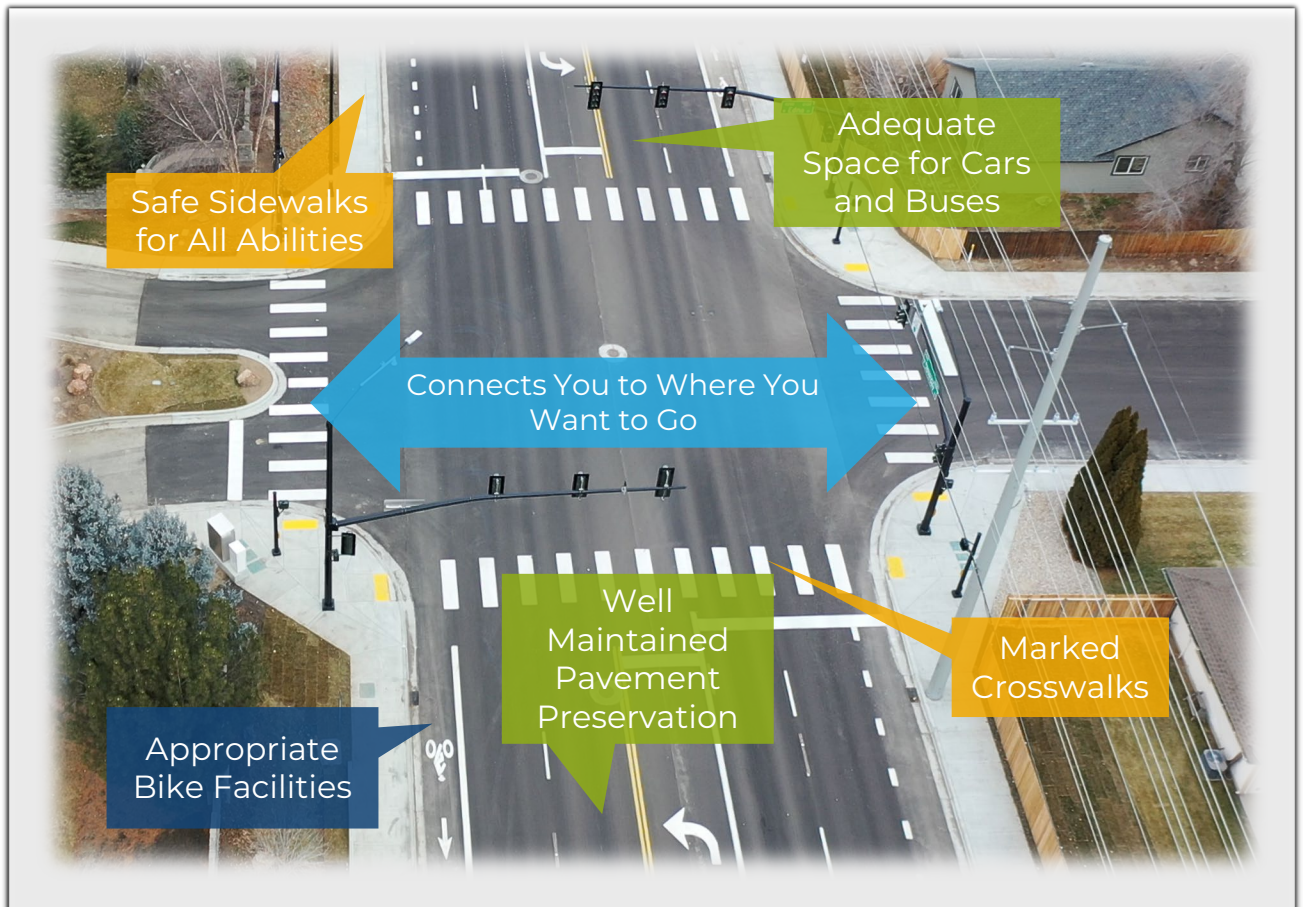 Adequate
Space for Cars
and Buses
Safe Sidewalks
for All Abilities
Connects You to Where You
Want to Go
Well
Maintained
Pavement
Preservation
Marked
Crosswalks
Appropriate
Bike Facilities